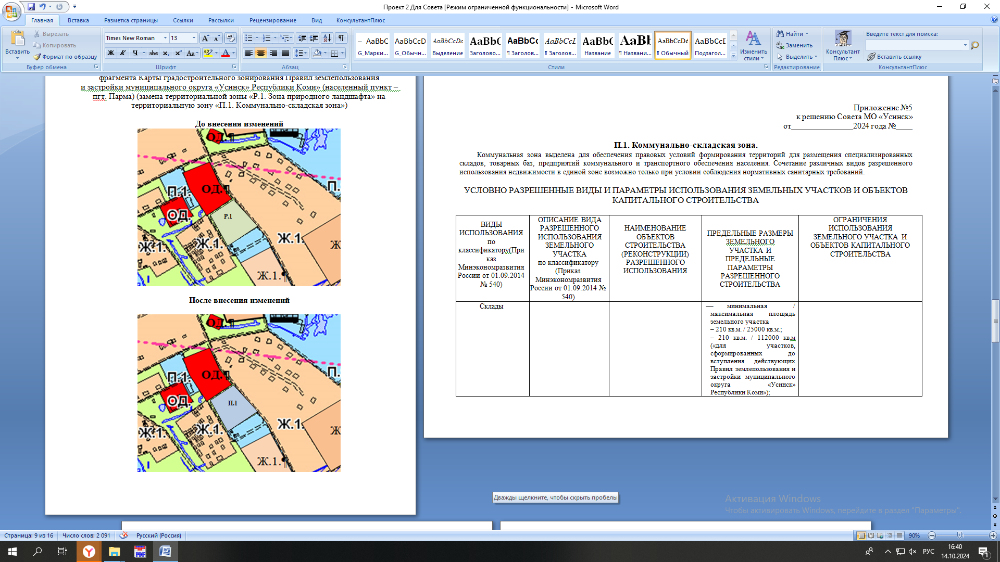 Проект 2 Для Совета [Режим ограниченной функциональности] - Microsoft Word
Главная
Вставка
Разметка страницы
Ссылки
Рассылки
Рецензирование
Вид
КонсультантПлюс
Вставить
Вырезать
Копировать
Формат по образцу
Буфер обмена
Times New Roman
13
Шрифт
Абзац
AaBbC
G_Марки...
AaBbCcD
G_Обычн...
AaBbCcDc
Выделение
AaBbC
Заголово...
AaBbCc
¶ Заголов...
AaBbCcI
¶ Заголов...
AaBbC
Название
AaBb
¶ Названи...
AaBbCcDd
¶ Обычный
AaBbCcI
Подзагол...
Стили
Изменить стили
Найти
Заменить
Выделить
Редактирование
Консультант Плюс
Введите текст для поиска:
Вставить ссылку
КонсультантПлюс
фрагмента Карты градостроительного зонирования Правил землепользования
и застройки муниципального округа «Усинск» Республики Коми» (населенный пункт –
пгт. Парма) (замена территориальной зоны «Р.1. Зона природного ландшафта» на
территориальную зону «П.1. Коммунально-складская зона»)
До внесения изменений
ОД.¶
П.
П.1.
ОД.¶
ОД.
Р.1
Ж.1.
Ж.1.
Ж.1.
Ж
Ж.1.¶
После внесения изменений
ОД.¶
П.
П.1.
ОД.¶
ОД.
П.1
Ж.1.
Ж.1.
Ж.1.
Ж
Ж.1.¶
Приложение №5
к решению Совета МО «Усинск»
от_______________2024 года №____
П.1. Коммунально-складская зона.
Коммунальная зона выделена для обеспечения правовых условий формирования территорий для размещения специализированных
складов, товарных баз, предприятий коммунального и транспортного обеспечения населения. Сочетание различных видов разрешенного
использования недвижимости в единой зоне возможно только при условии соблюдения нормативных санитарных требований.
УСЛОВНО РАЗРЕШЕННЫЕ ВИДЫ И ПАРАМЕТРЫ ИСПОЛЬЗОВАНИЯ ЗЕМЕЛЬНЫХ УЧАСТКОВ И ОБЪЕКТОВ
КАПИТАЛЬНОГО СТРОИТЕЛЬСТВА
ВИДЫ
ИСПОЛЬЗОВАНИЯ
по
классификатору(При
каз
Минэкономразвития
России от 01.09.2014
№ 540)
ОПИСАНИЕ ВИДА
РАЗРЕШЕННОГО
ИСПОЛЬЗОВАНИЯ
ЗЕМЕЛЬНОГО
УЧАСТКА
по классификатору
(Приказ
Минэкономразвития
России от 01.09.2014 №
540)
НАИМЕНОВАНИЕ
ОБЪЕКТОВ
СТРОИТЕЛЬСТВА
(РЕКОНСТРУКЦИИ)
РАЗРЕШЕННОГО
ИСПОЛЬЗОВАНИЯ
ПРЕДЕЛЬНЫЕ РАЗМЕРЫ
ЗЕМЕЛЬНОГО
УЧАСТКА И
ПРЕДЕЛЬНЫЕ
ПАРАМЕТРЫ
РАЗРЕШЕННОГО
СТРОИТЕЛЬСТВА
ОГРАНИЧЕНИЯ
ИСПОЛЬЗОВАНИЯ
ЗЕМЕЛЬНОГО УЧАСТКА И
ОБЪЕКТОВ КАПИТАЛЬНОГО
СТРОИТЕЛЬСТВА
Склады
— минимальная /
максимальная площадь
земельного участка
– 210 кв.м. / 25000 кв.м.;
– 210 кв.м. / 112000 кв.м
(«для участков,
сформированных до
вступления действующих
Правил землепользования и
застройки муниципального
округа «Усинск»
Республики Коми»);
Дважды щелкните, чтобы скрыть пробелы
Активация Windows
Чтобы активировать Windows, перейдите в раздел "Параметры".
Страница: 9 из 16
Число слов: 2 091
Русский (Россия)
90%
РУС
16:40
14.10.2024
1